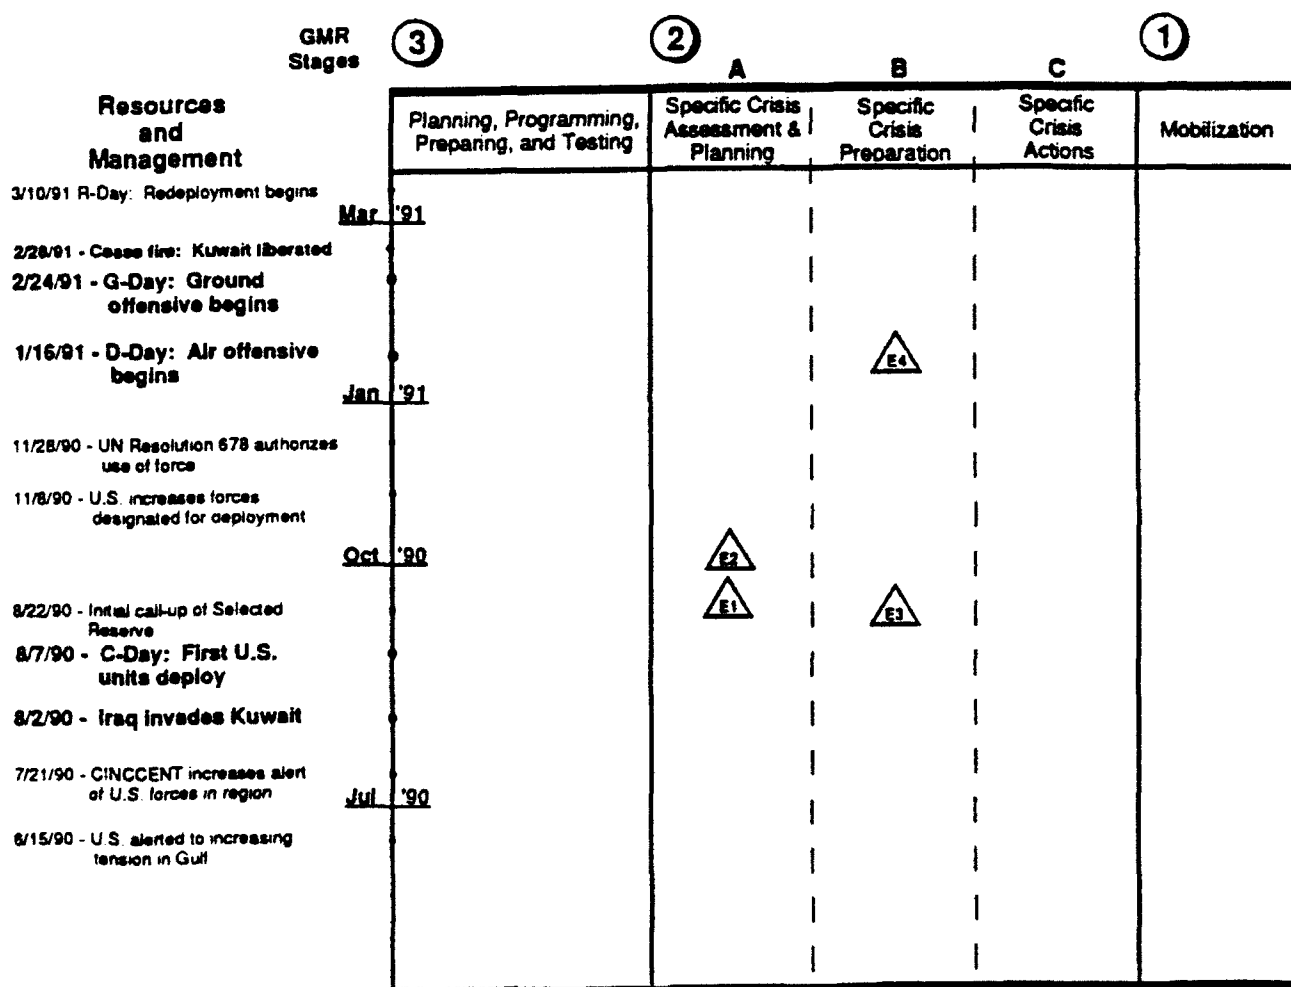 GMR
Stages
3
2
1
A
B
C
Resources
and
Management
Planning, Programming,
Preparing, and Testing
Specific Crisis
Assessment &
Planning
Specific
Crisis
Preparation
Specific
Crisis
Actions
Mobilization
3/10/91 R-Day: Redeployment begins
Mar '91
2/28/91 - Cease fire: Kuwait liberated
2/24/91 - G-Day: Ground
offensive begins
1/16/91 - D-Day: Air offensive
begins
E4
Jan '91
11/28/90 - UN Resolution 678 authorizes
use of force
11/8/90 - U.S. increases forces
designated for deployment
E2
Oct '90
E1
E3
8/22/90 - Initial call-up of Selected
Reserve
8/7/90 - C-Day: First U.S.
units deploy
8/2/90 - Iraq invades Kuwait
7/21/90 - CINCCENT increases alert
of U.S. forces in region
Jul '90
6/15/90 - U.S. alerted to increasing
tension in Gulf